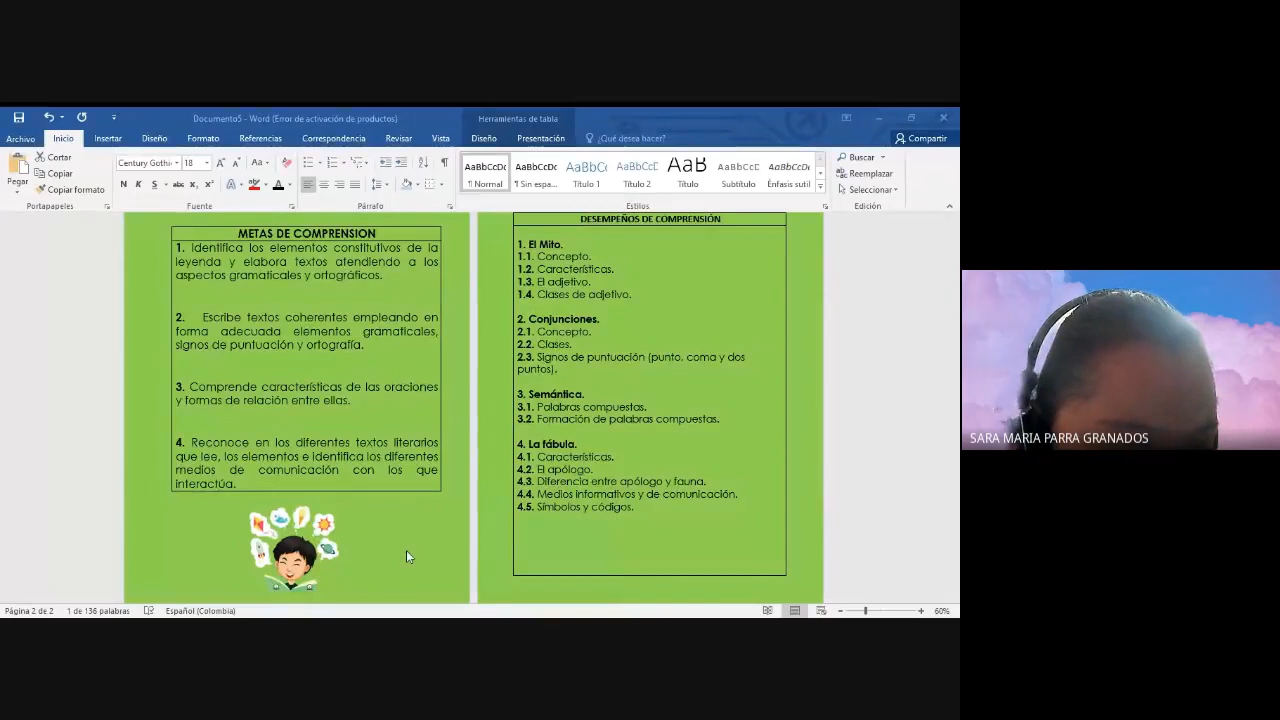 Documento5 - Word (Error de activación de productos)
Herramientas de tabla
Archivo
Inicio
Insertar
Diseño
Formato
Referencias
Correspondencia
Revisar
Vista
Diseño
Presentación
¿Qué desea hacer?
Compartir
Pegar
Cortar
Copiar
Copiar formato
Portapapeles
Century Gothi
18
Aa
N K S abc x₂ x²
Fuente
Párrafo
AaBbCcDc
¶ Normal
AaBbCcDc
¶ Sin espa...
AaBbCc
Título 1
AaBbCcD
Título 2
AaB
Título
AaBbCcD
Subtítulo
AaBbCcDc
Énfasis sutil
Estilos
Buscar
Reemplazar
Seleccionar
Edición
METAS DE COMPRENSION
1. Identifica los elementos constitutivos de la
leyenda y elabora textos atendiendo a los
aspectos gramaticales y ortográficos.
2. Escribe textos coherentes empleando en
forma adecuada elementos gramaticales,
signos de puntuación y ortografía.
3. Comprende características de las oraciones
y formas de relación entre ellas.
4. Reconoce en los diferentes textos literarios
que lee, los elementos e identifica los diferentes
medios de comunicación con los que
interactúa.
DESEMPEÑOS DE COMPRENSIÓN
1. El Mito.
1.1. Concepto.
1.2. Características.
1.3. El adjetivo.
1.4. Clases de adjetivo.
2. Conjunciones.
2.1. Concepto.
2.2. Clases.
2.3. Signos de puntuación (punto, coma y dos
puntos).
3. Semántica.
3.1. Palabras compuestas.
3.2. Formación de palabras compuestas.
4. La fábula.
4.1. Características.
4.2. El apólogo.
4.3. Diferencia entre apólogo y fauna.
4.4. Medios informativos y de comunicación.
4.5. Símbolos y códigos.
Página 2 de 2
1 de 136 palabras
Español (Colombia)
60%
SARA MARIA PARRA GRANADOS